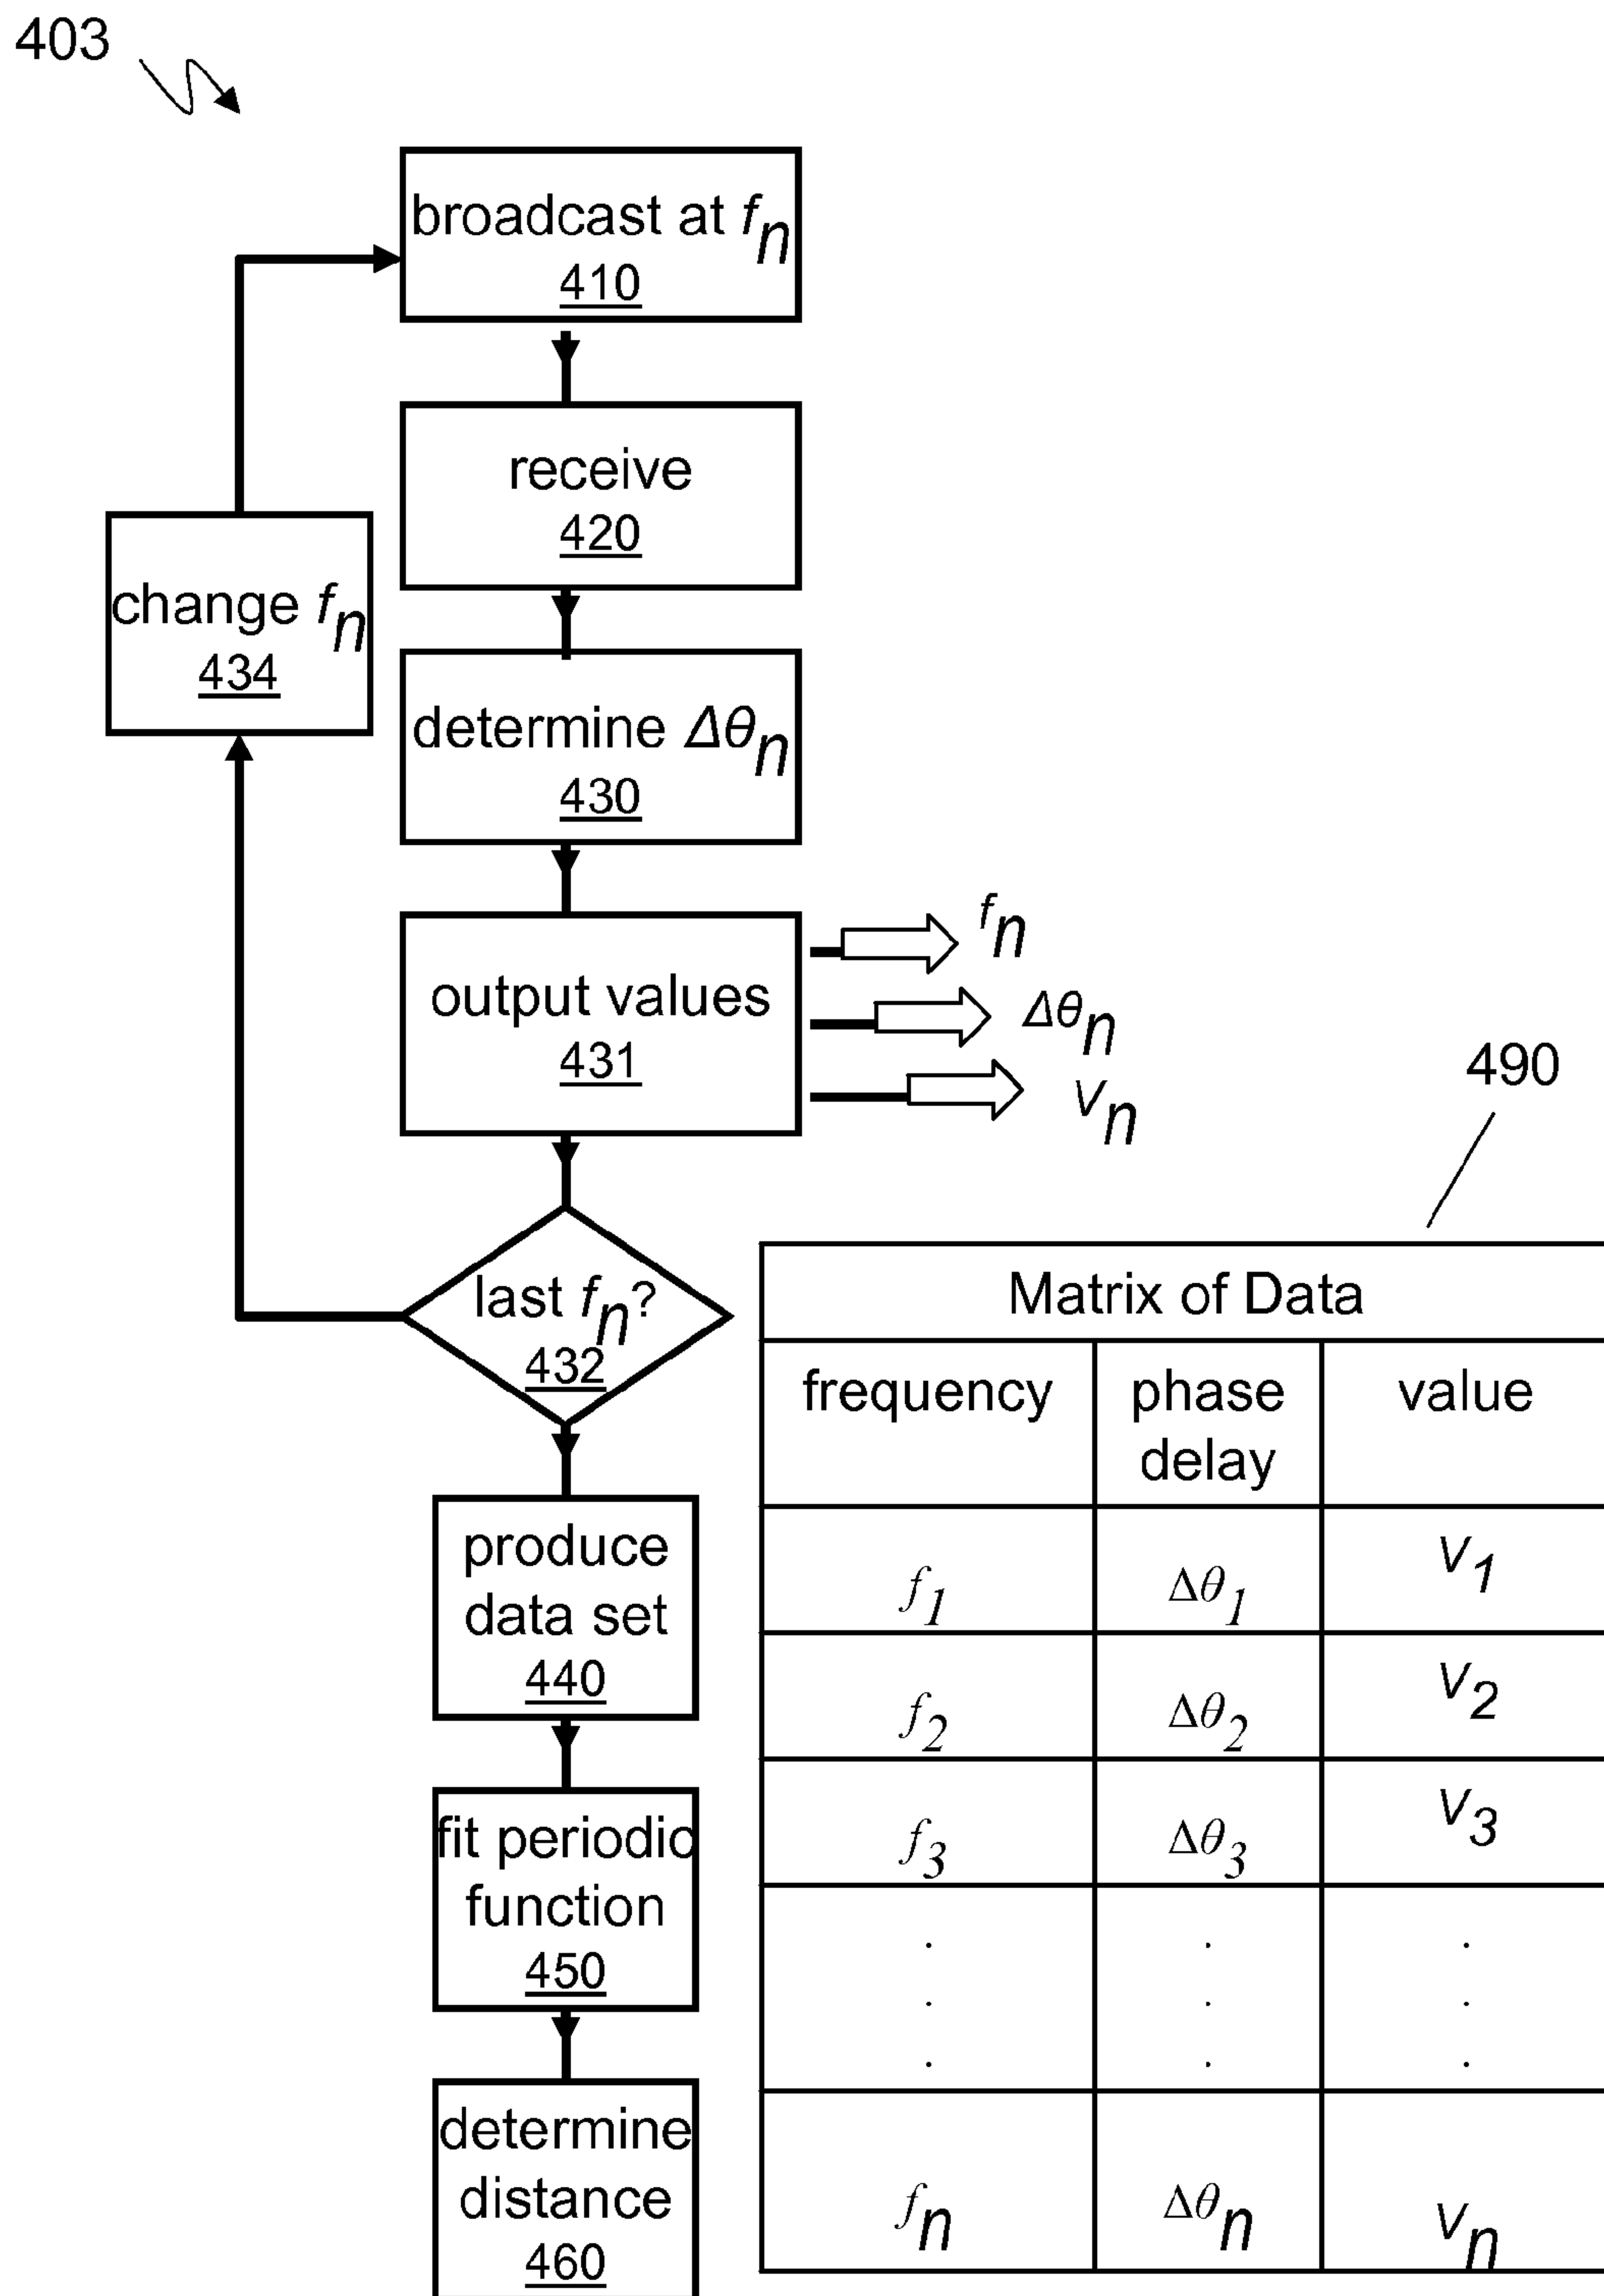 403
broadcast at fn
410
receive
420
change fn
434
determine Δθn
430
output values
431
fn
Δθn
vn
490
last fn?
432
Matrix of Data
frequency phase delay value
f1 Δθ1 v1
f2 Δθ2 v2
f3 Δθ3 v3
. . .
. . .
. . .
fn Δθn vn
produce
data set
440
fit periodic
function
450
determine
distance
460